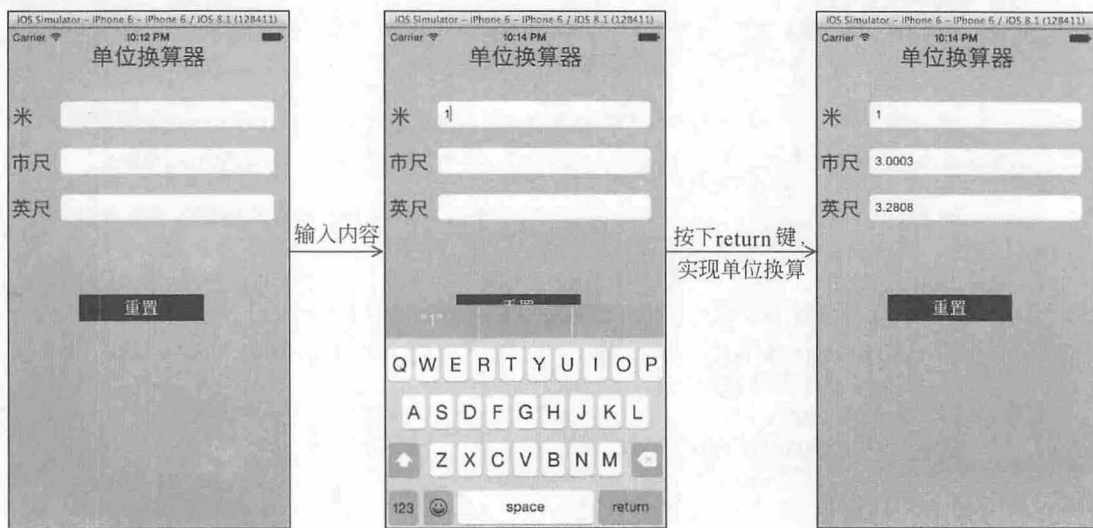 iOS Simulator - iPhone 6 - iPhone 6 / iOS 8.1 (12B411)
Carrier 10:12 PM
单位换算器
米
市尺
英尺
重置
输入内容
iOS Simulator - iPhone 6 - iPhone 6 / iOS 8.1 (12B411)
Carrier 10:14 PM
单位换算器
米 1
市尺
英尺
重置
"1"
Q W E R T Y U I O P
A S D F G H J K L
Z X C V B N M
123 space return
按下return 键，
实现单位换算
iOS Simulator - iPhone 6 - iPhone 6 / iOS 8.1 (12B411)
Carrier 10:14 PM
单位换算器
米 1
市尺 3.0003
英尺 3.2808
重置